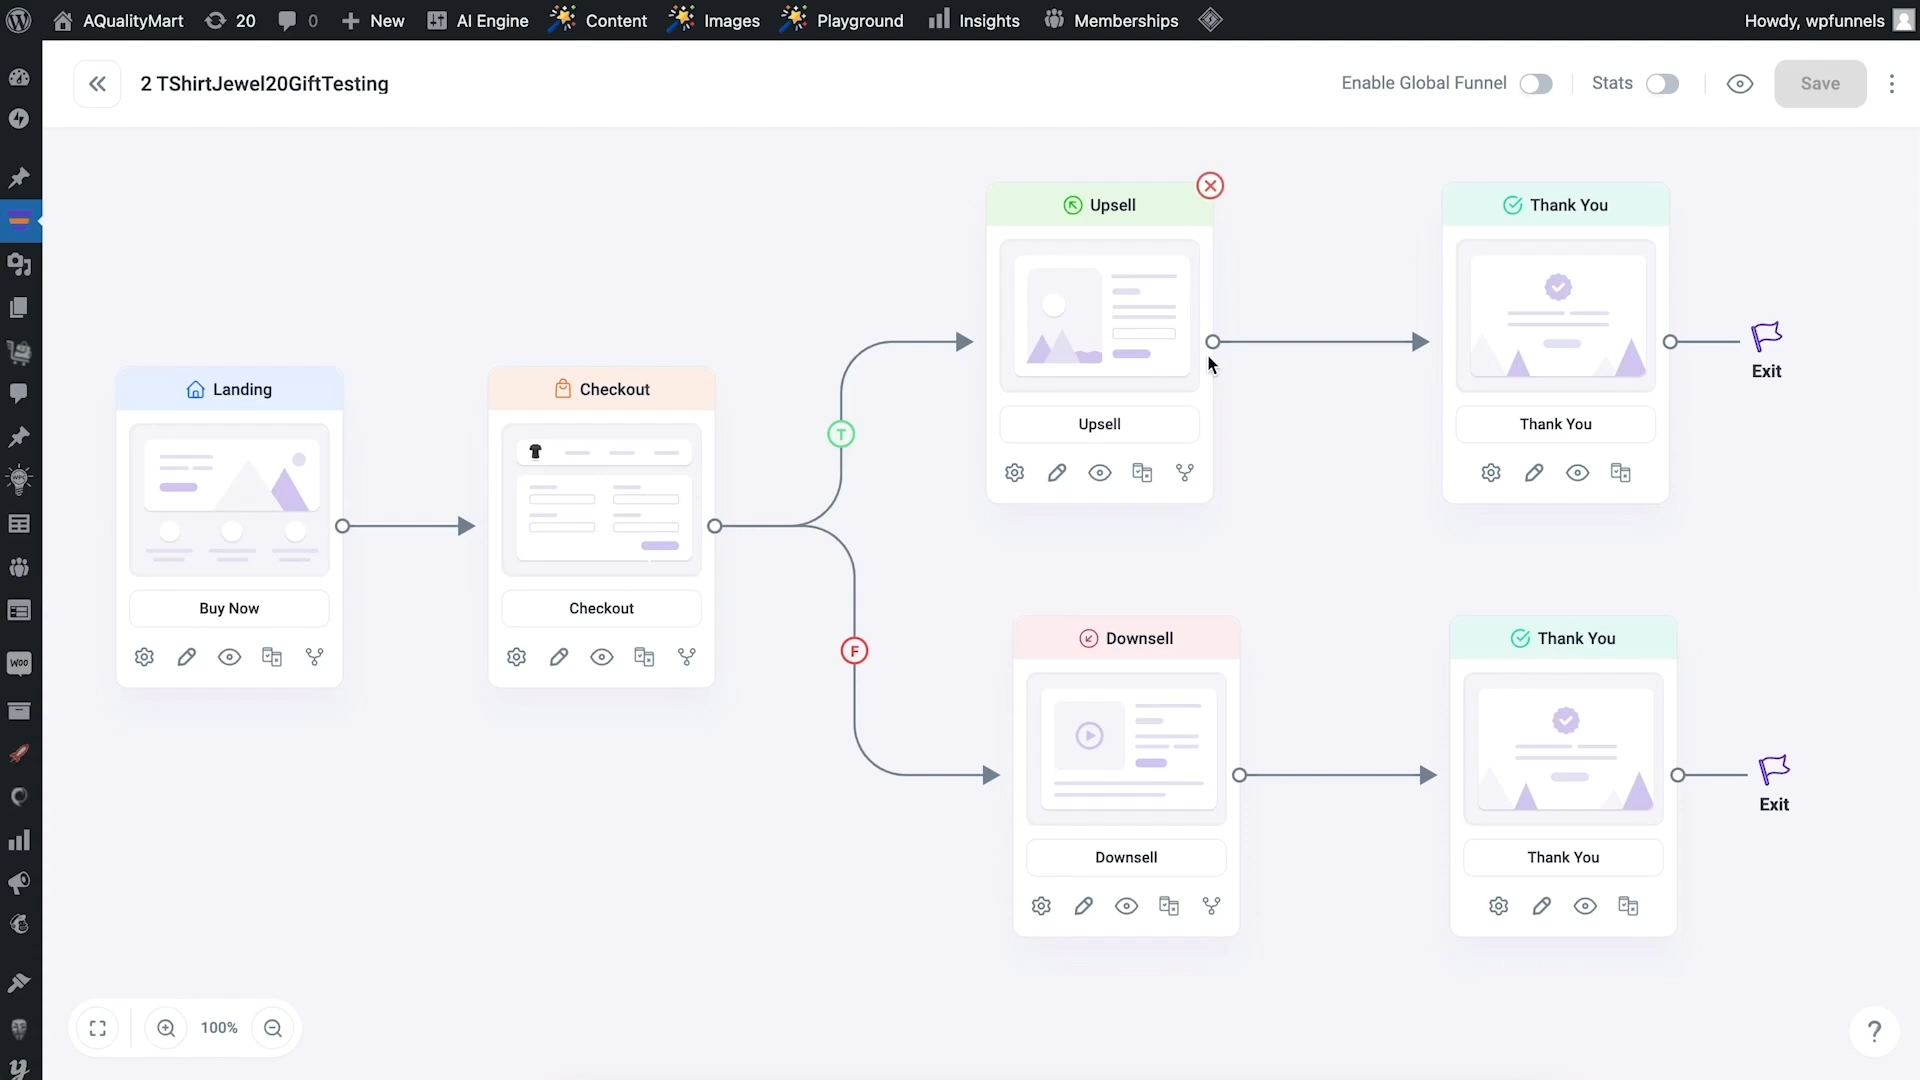 AQualityMart 20 0 New AI Engine Content Images Playground Insights Memberships Howdy, wpfunnels
2 TShirtJewel20GiftTesting Enable Global Funnel Stats Save
Upsell
Thank You
Exit
Upsell
Thank You
Landing
Checkout
T
Buy Now
Checkout
F
Downsell
Thank You
Exit
Downsell
Thank You
WOO
100%
?